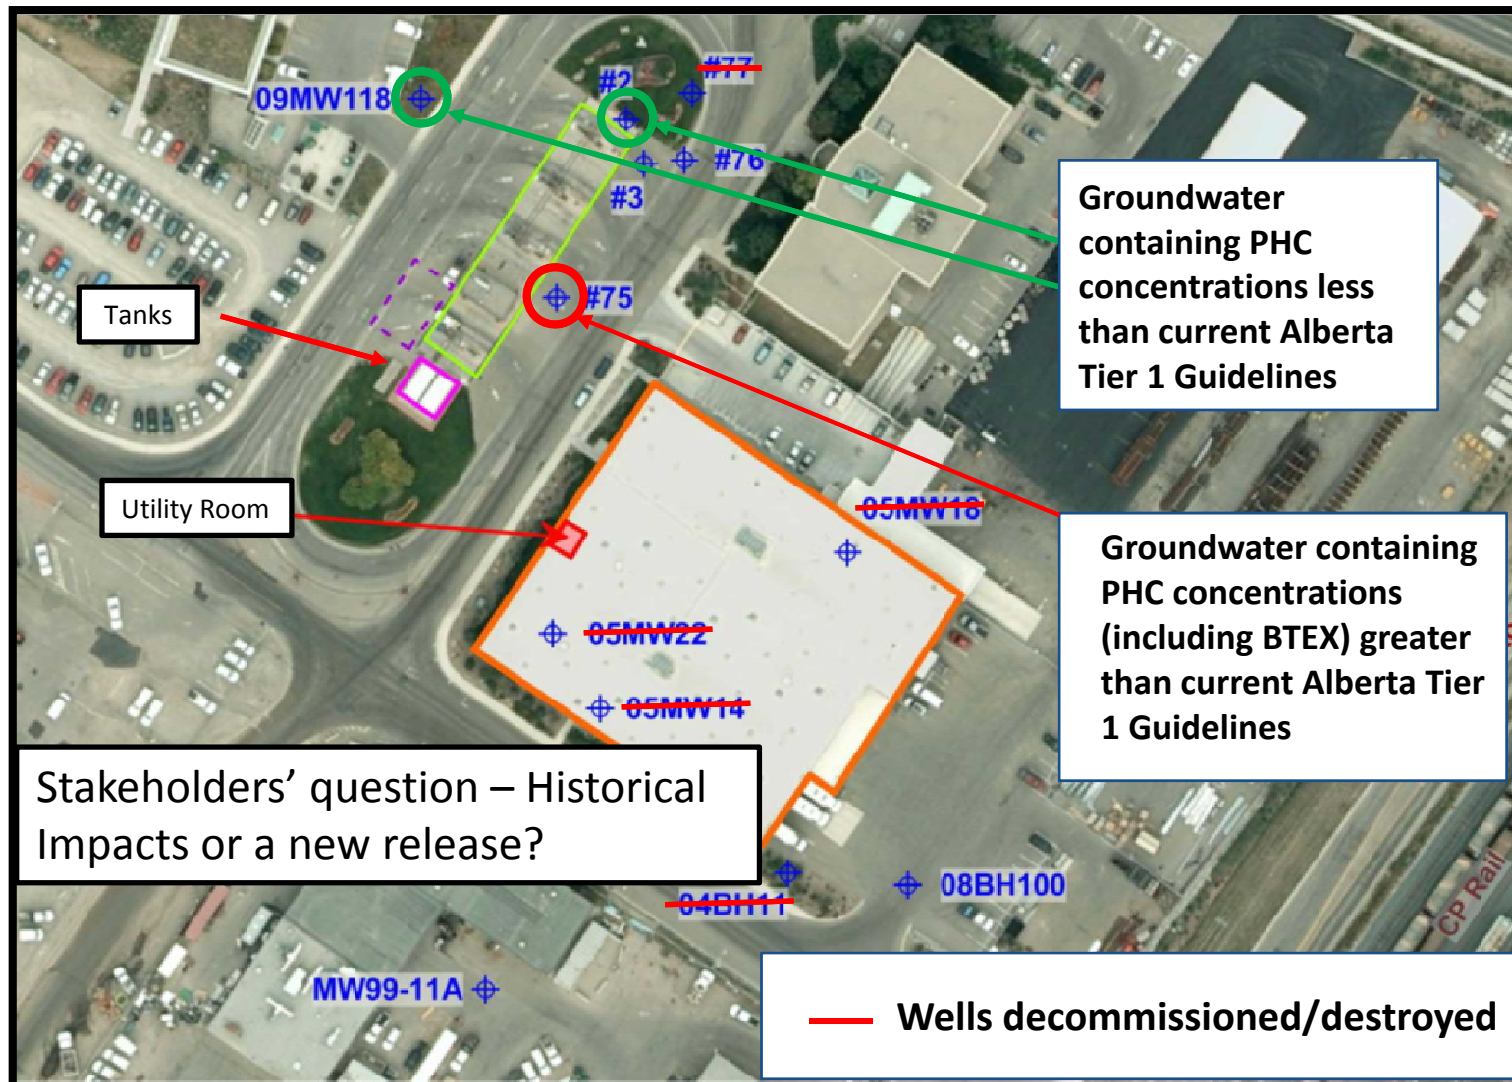 #77
#2
09MW118
#76
#3
Groundwater
containing PHC
concentrations less
than current Alberta
Tier 1 Guidelines
#75
Tanks
05MW18
Utility Room
Groundwater containing
PHC concentrations
(including BTEX) greater
than current Alberta Tier
1 Guidelines
05MW22
05MW14
Stakeholders’ question – Historical
Impacts or a new release?
08BH100
04BH11
CP Rail
MW99-11A
Wells decommissioned/destroyed